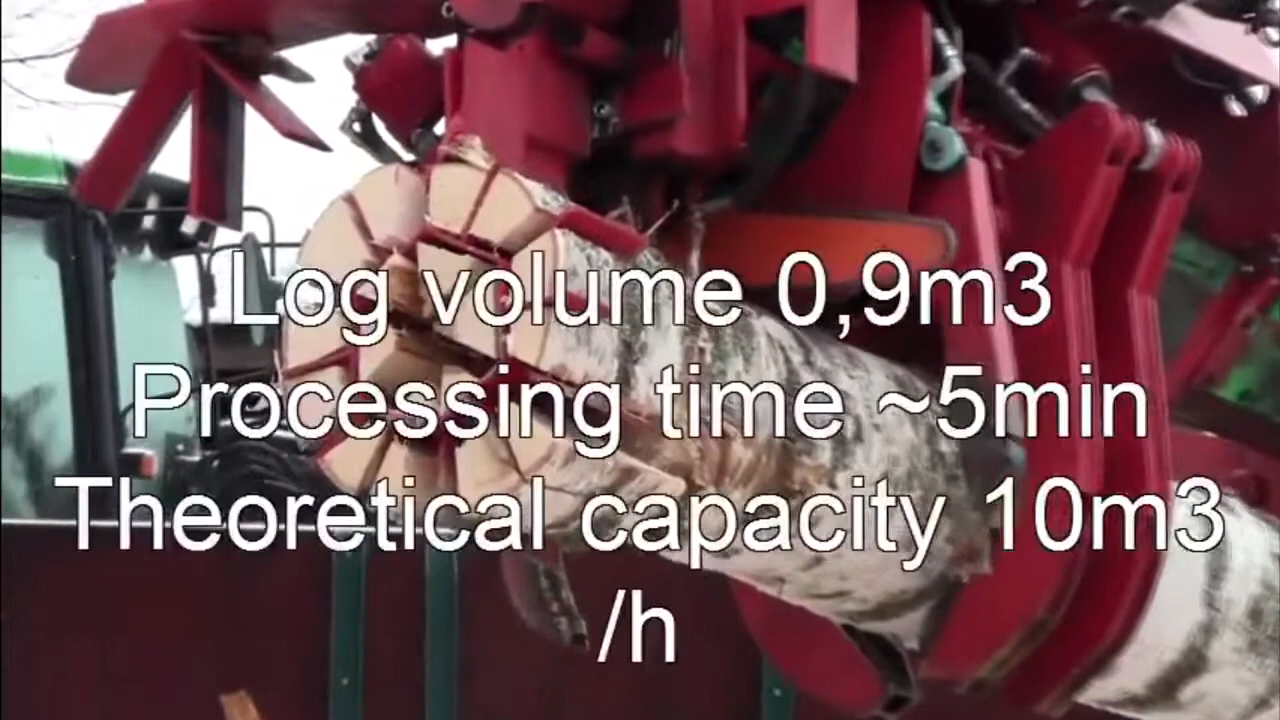 Log volume 0,9m3
Processing time ~5min
Theoretical capacity 10m3
/h